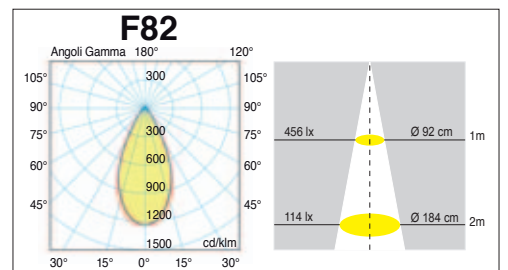 F82
Angoli Gamma 180° 120°
300
105° 105°
90° 90°
300
75° 75°
600
60° 60°
900
45° 45°
1200
1500 cd/klm
30° 15° 0° 15° 30°
456 lx Ø 92 cm 1m
114 lx Ø 184 cm 2m